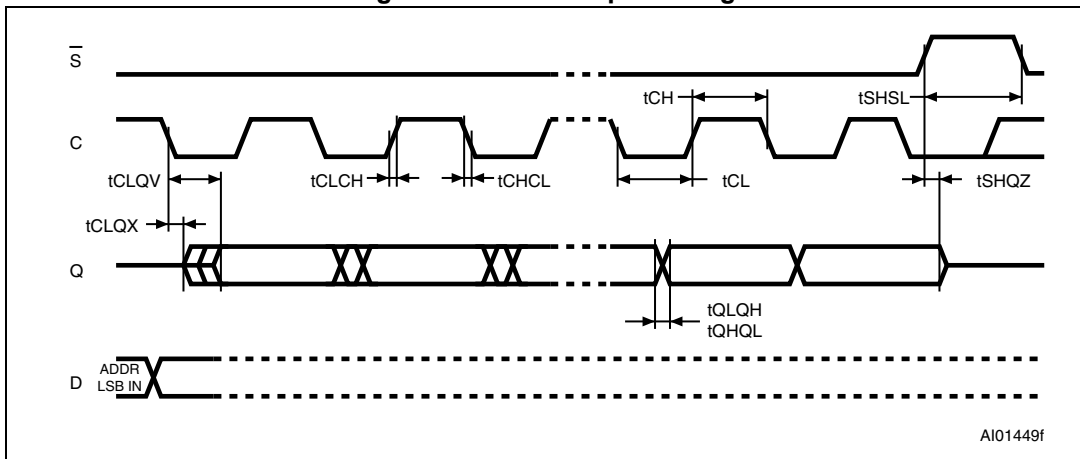 S
tCH
tSHSL
C
tCLQV
tCLCH
tCHCL
tCL
tSHQZ
tCLQX
Q
tQLQH
tQHQL
ADDR
D
LSB IN
AI01449f